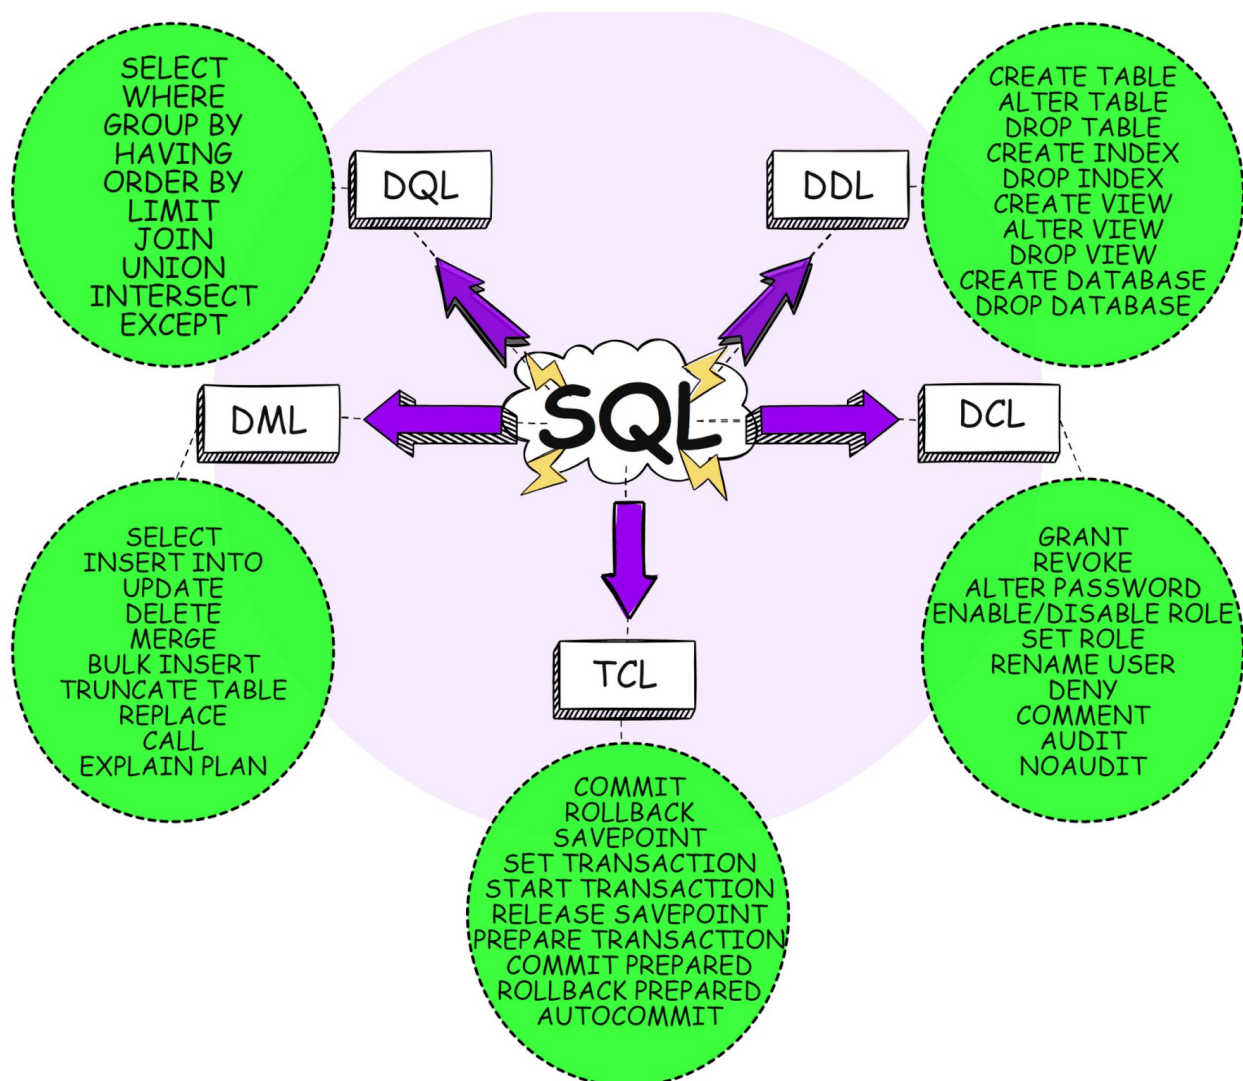 SELECT
WHERE
GROUP BY
HAVING
ORDER BY
LIMIT
JOIN
UNION
INTERSECT
EXCEPT
DQL
DDL
CREATE TABLE
ALTER TABLE
DROP TABLE
CREATE INDEX
DROP INDEX
CREATE VIEW
ALTER VIEW
DROP VIEW
CREATE DATABASE
DROP DATABASE
DML
SQL
DCL
SELECT
INSERT INTO
UPDATE
DELETE
MERGE
BULK INSERT
TRUNCATE TABLE
REPLACE
CALL
EXPLAIN PLAN
TCL
GRANT
REVOKE
ALTER PASSWORD
ENABLE/DISABLE ROLE
SET ROLE
RENAME USER
DENY
COMMENT
AUDIT
NOAUDIT
COMMIT
ROLLBACK
SAVEPOINT
SET TRANSACTION
START TRANSACTION
RELEASE SAVEPOINT
PREPARE TRANSACTION
COMMIT PREPARED
ROLLBACK PREPARED
AUTOCOMMIT